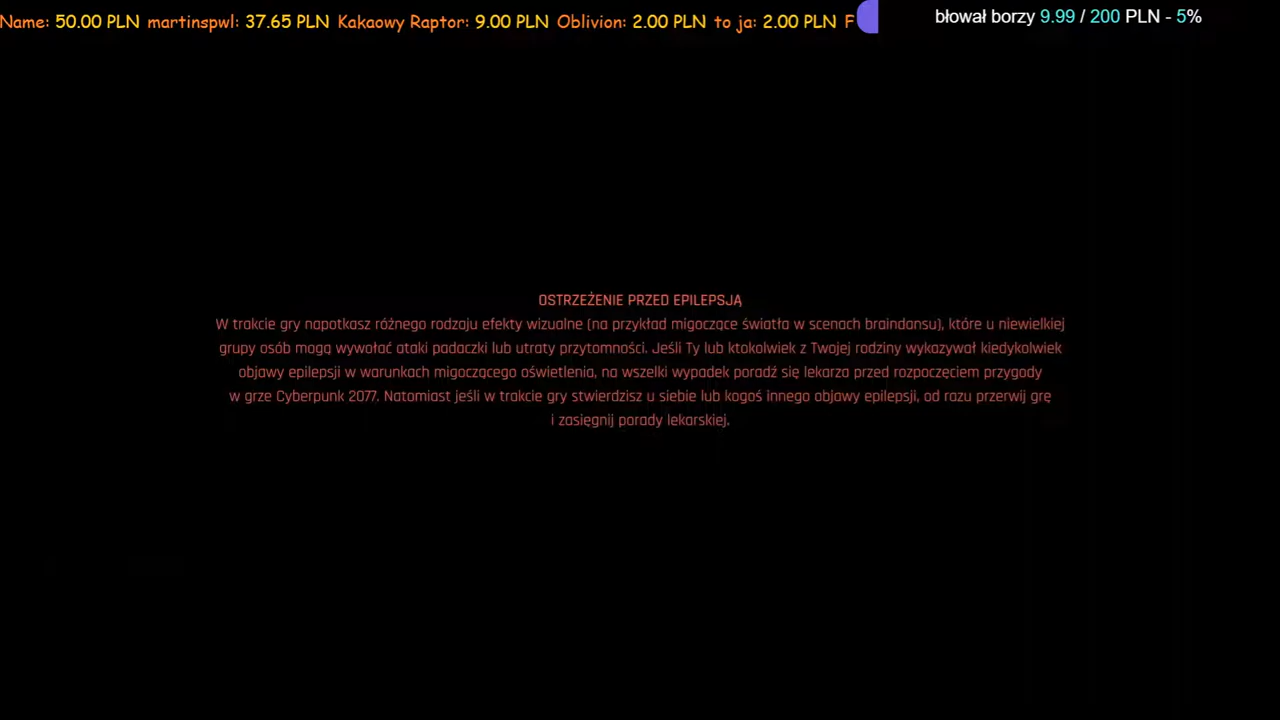 Name: 50.00 PLN martinspwl: 37.65 PLN Kakaowy Raptor: 9.00 PLN Oblivion: 2.00 PLN to ja: 2.00 PLN F
błował borzy 9.99 / 200 PLN - 5%
OSTRZEŻENIE PRZED EPILEPSJĄ
W trakcie gry napotkasz różnego rodzaju efekty wizualne (na przykład migoczące światła w scenach braindansu), które u niewielkiej
grupy osób mogą wywołać ataki padaczki lub utraty przytomności. Jeśli Ty lub ktokolwiek z Twojej rodziny wykazywał kiedykolwiek
objawy epilepsji w warunkach migoczącego oświetlenia, na wszelki wypadek poradź się lekarza przed rozpoczęciem przygody
w grze Cyberpunk 2077. Natomiast jeśli w trakcie gry stwierdzisz u siebie lub kogoś innego objawy epilepsji, od razu przerwij grę
i zasięgnij porady lekarskiej.